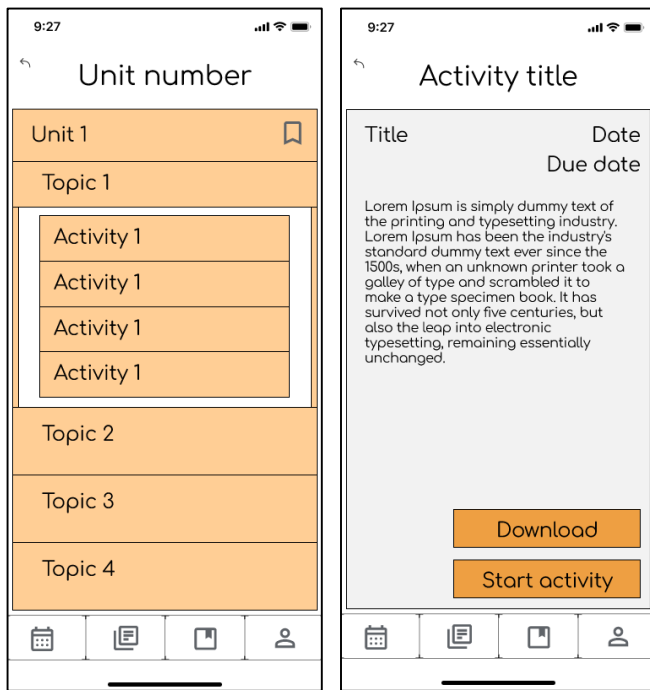 9:27
Unit number
Unit 1
Topic 1
Activity 1
Activity 1
Activity 1
Activity 1
Topic 2
Topic 3
Topic 4
9:27
Activity title
Title
Date
Due date
Lorem Ipsum is simply dummy text of
the printing and typesetting industry.
Lorem Ipsum has been the industry's
standard dummy text ever since the
1500s, when an unknown printer took a
galley of type and scrambled it to
make a type specimen book. It has
survived not only five centuries, but
also the leap into electronic
typesetting, remaining essentially
unchanged.
Download
Start activity